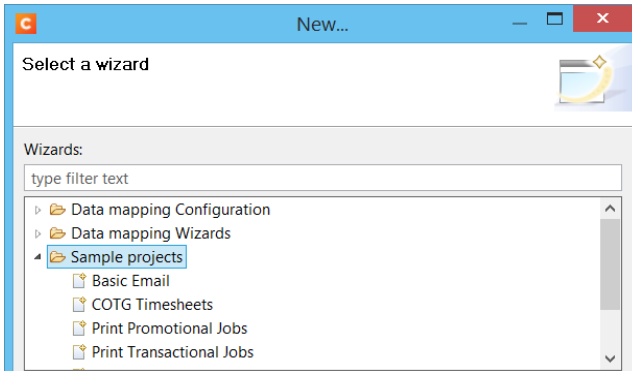 C
New...
Select a wizard
Wizards:
type filter text
Data mapping Configuration
Data mapping Wizards
Sample projects
Basic Email
COTG Timesheets
Print Promotional Jobs
Print Transactional Jobs